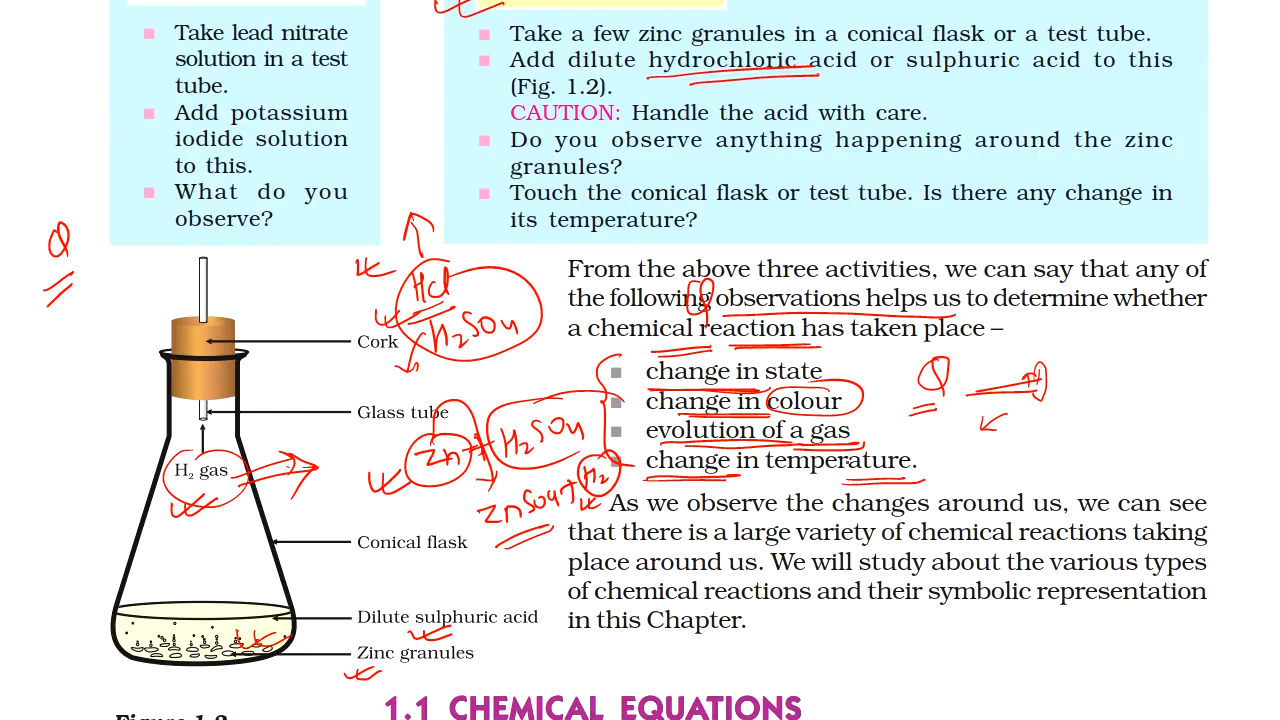 Take lead nitrate
solution in a test
tube.
Add potassium
iodide solution
to this.
What do you
observe?
Take a few zinc granules in a conical flask or a test tube.
Add dilute hydrochloric acid or sulphuric acid to this
(Fig. 1.2).
CAUTION: Handle the acid with care.
Do you observe anything happening around the zinc
granules?
Touch the conical flask or test tube. Is there any change in
its temperature?
Q
HCl
H₂SO₄
Cork
Glass tube
H₂ gas
Zn + H₂SO₄
ZnSO₄ + H₂
Conical flask
Dilute sulphuric acid
Zinc granules
From the above three activities, we can say that any of
the following observations helps us to determine whether
a chemical reaction has taken place –
Q
change in state
change in colour
evolution of a gas
change in temperature.
Q
As we observe the changes around us, we can see
that there is a large variety of chemical reactions taking
place around us. We will study about the various types
of chemical reactions and their symbolic representation
in this Chapter.
1.1 CHEMICAL EQUATIONS